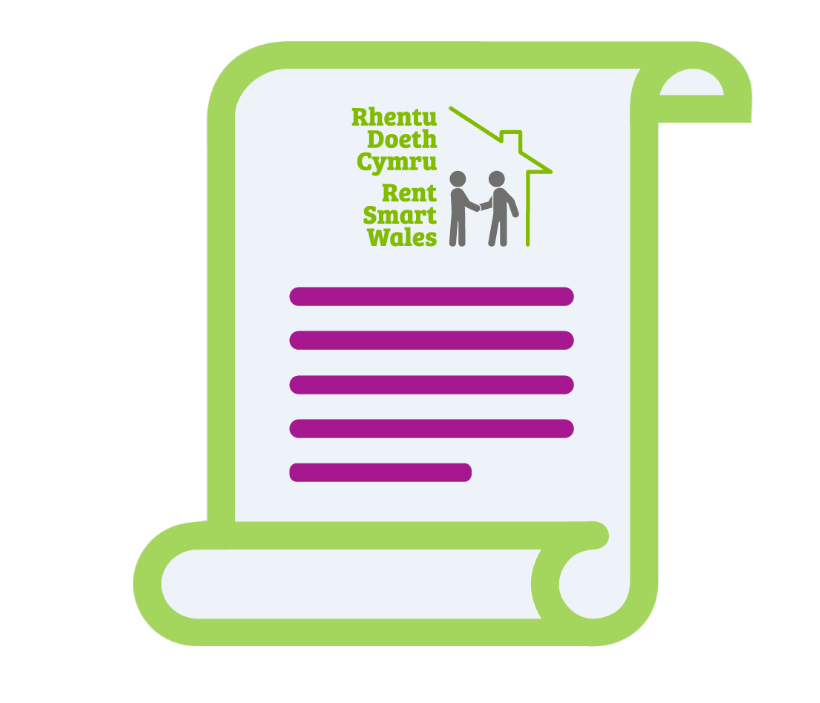 Rhentu
Doeth
Cymru
Rent
Smart
Wales